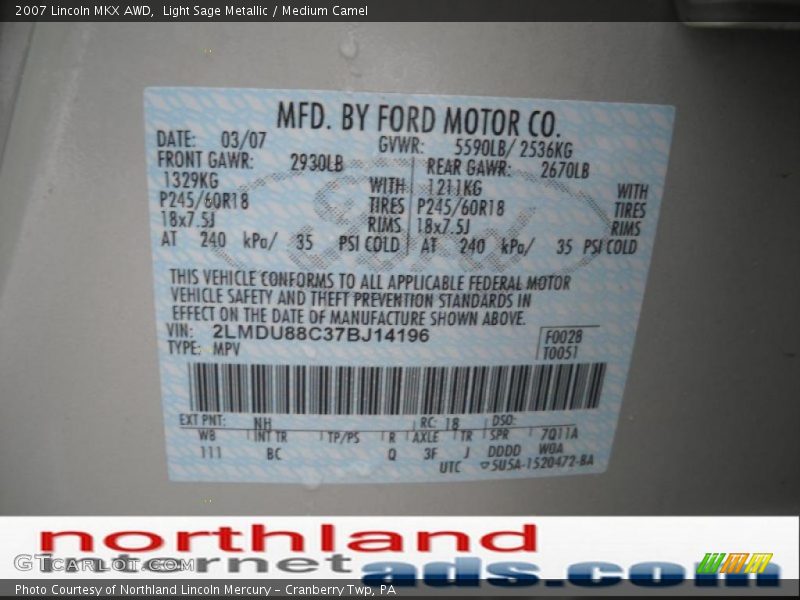 2007 Lincoln MKX AWD,  Light Sage Metallic / Medium Camel
MFD. BY FORD MOTOR CO.
DATE: 03/07 GVWR: 5590LB/ 2536KG
FRONT GAWR: 2930LB REAR GAWR: 2670LB
1329KG WITH 1211KG WITH
P245/60R18 TIRES P245/60R18 TIRES
18x7.5J RIMS 18x7.5J RIMS
AT 240 kPa/ 35 PSI COLD AT 240 kPa/ 35 PSI COLD
THIS VEHICLE CONFORMS TO ALL APPLICABLE FEDERAL MOTOR
VEHICLE SAFETY AND THEFT PREVENTION STANDARDS IN
EFFECT ON THE DATE OF MANUFACTURE SHOWN ABOVE.
VIN: 2LMDU88C37BJ14196 F0028
TYPE: MPV T0051
EXT PNT: NH RC: 18 DSO:
WB INT TR TP/PS R AXLE TR SPR 7Q11A
111 BC Q 3F J DDDD WQA
UTC ▽5U5A-1520472-BA
Ford
northland
internet
ads.com
GTCARLOT.COM
Photo Courtesy of Northland Lincoln Mercury – Cranberry Twp, PA